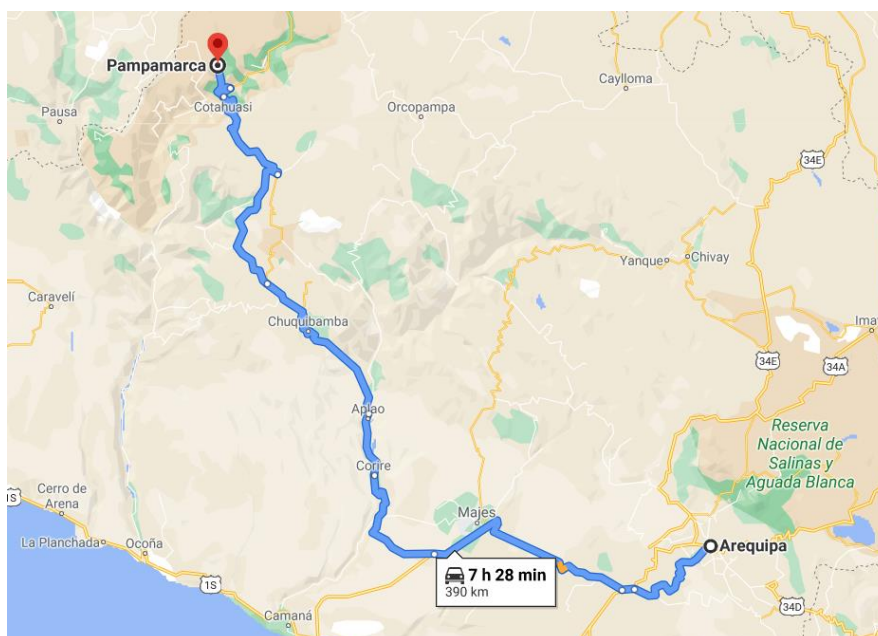 Pampamarca
Cotahuasi
Pausa
Orcopampa
Caylloma
34E
Yanque
Chivay
Caravelí
Chuquibamba
Ima
34E
34A
Aplao
Corire
Reserva
Nacional de
Salinas y
Aguada Blanca
Cerro de
Arena
1S
Majes
La Planchada
Ocoña
Arequipa
7 h 28 min
390 km
1S
Camaná
34D